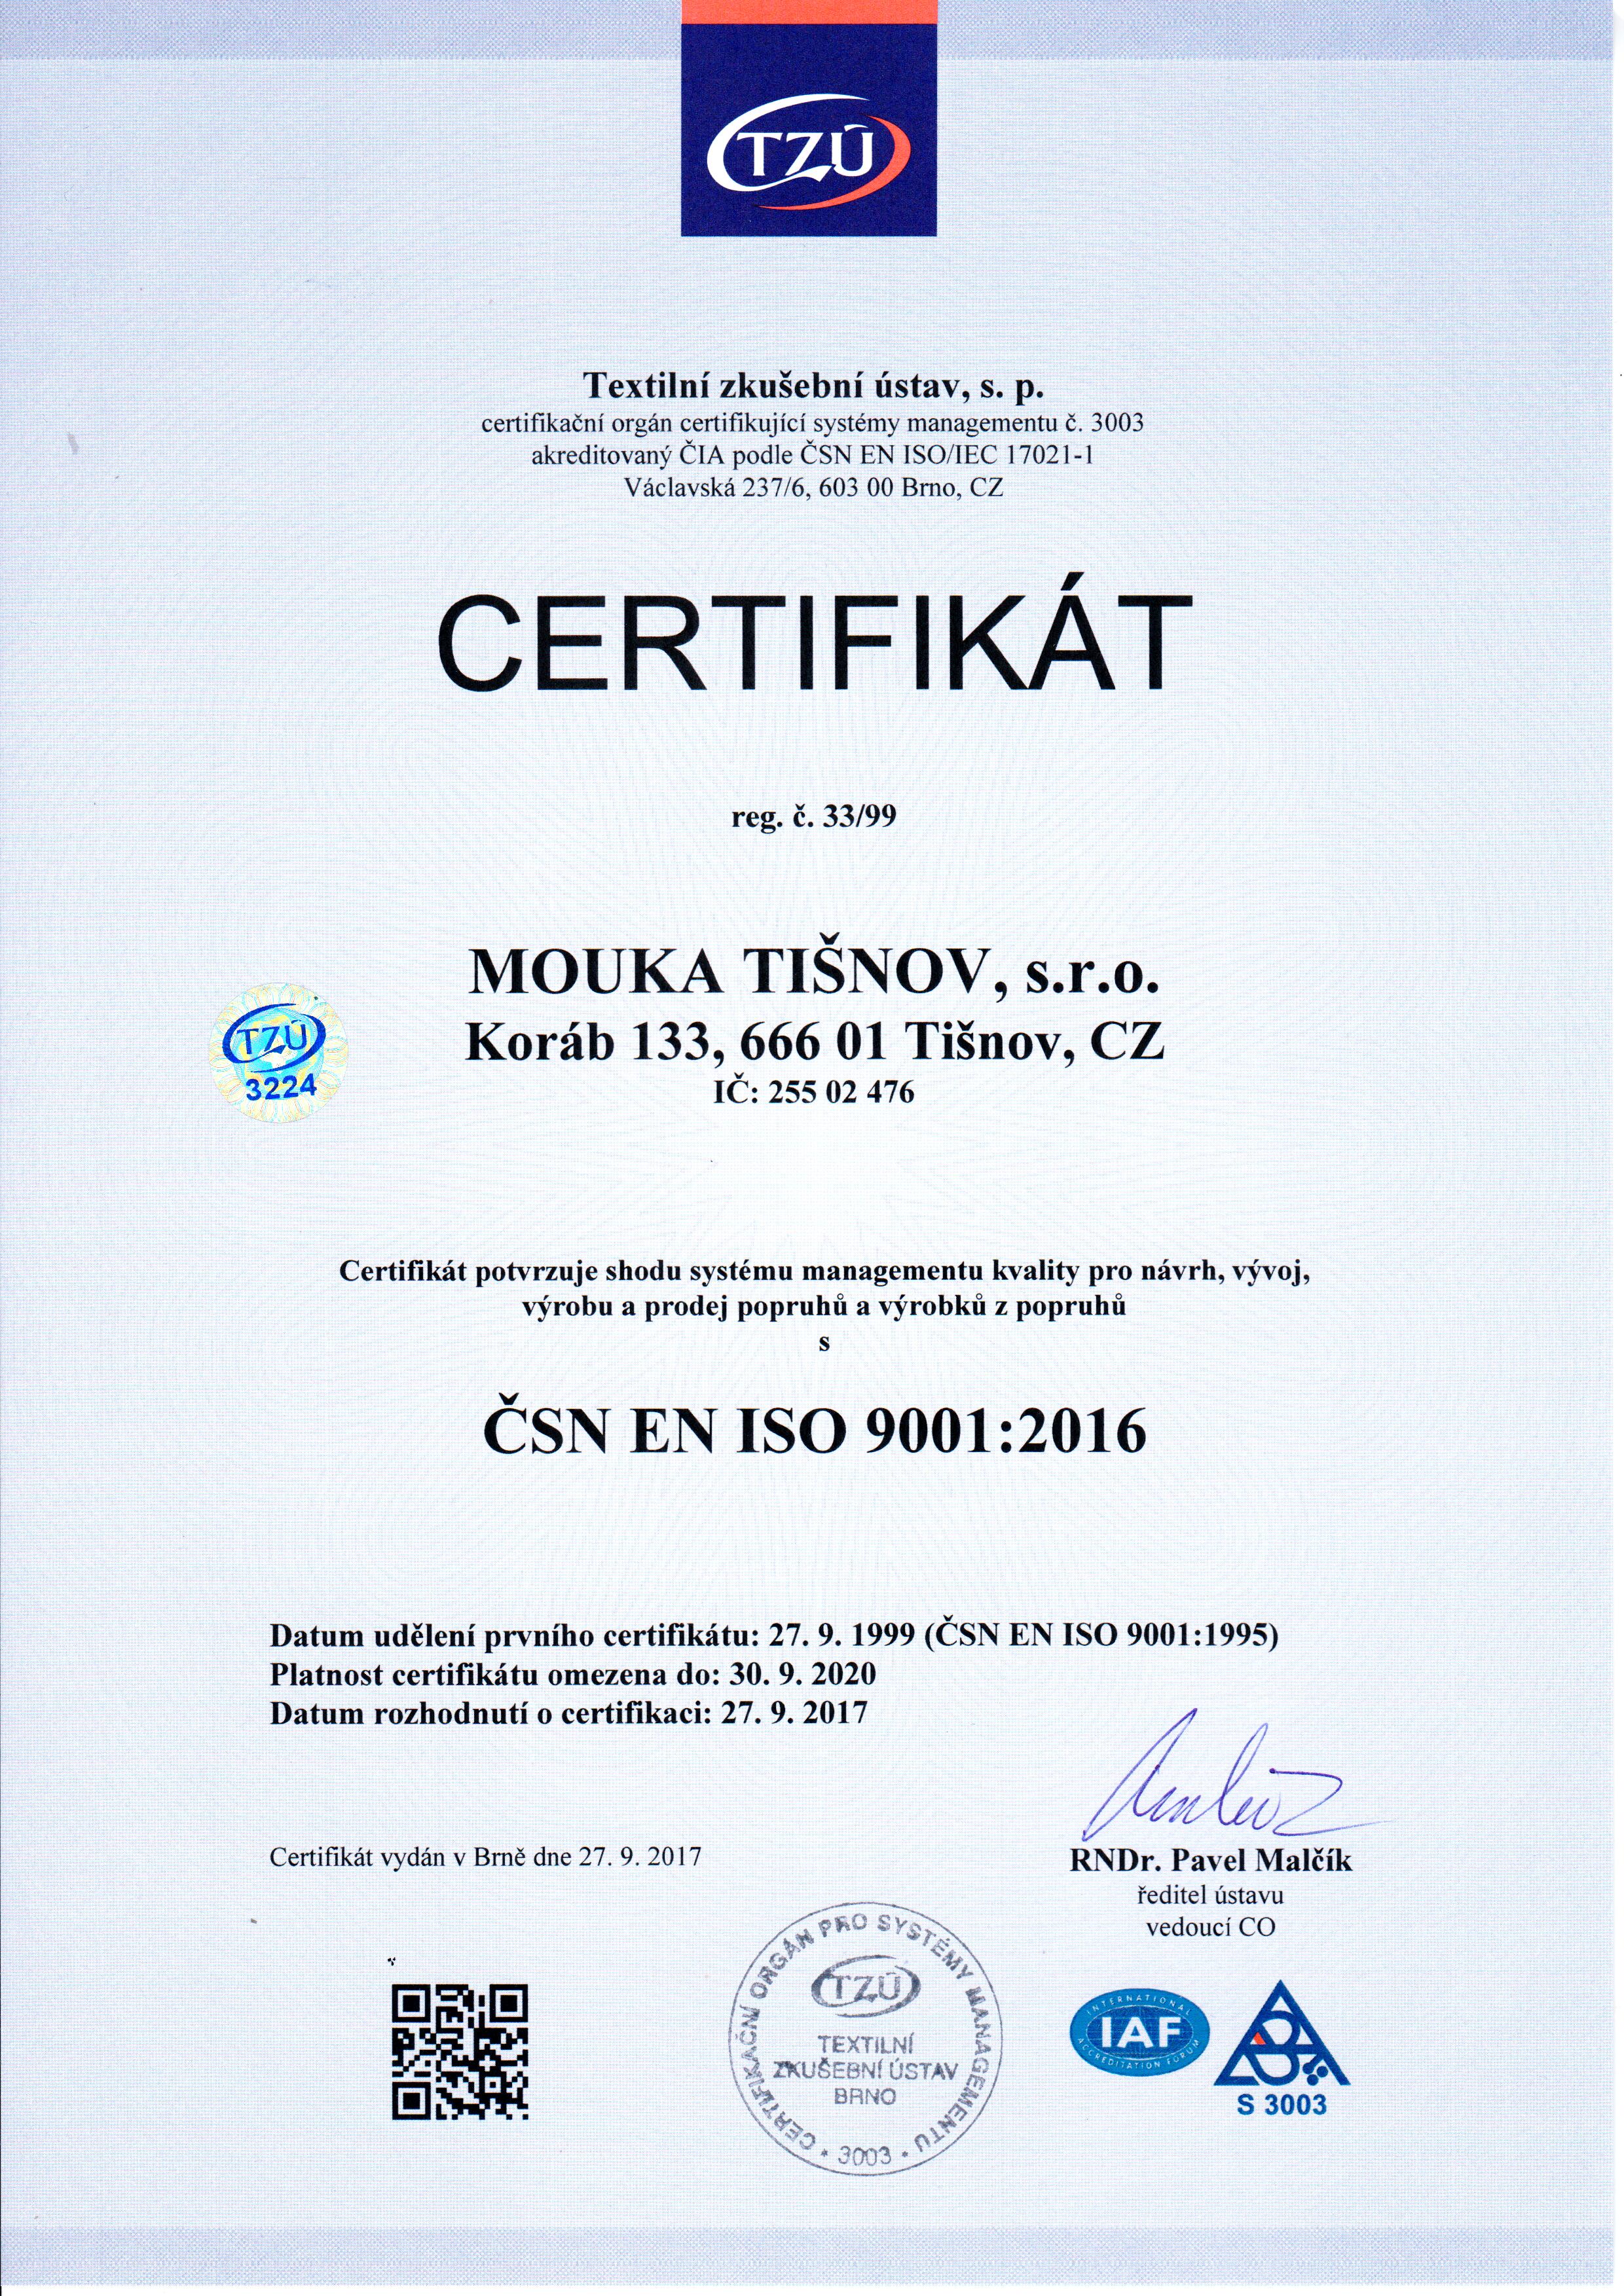 TZÚ
Textilní zkušební ústav, s. p.
certifikační orgán certifikující systémy managementu č. 3003
akreditovaný ČIA podle ČSN EN ISO/IEC 17021-1
Václavská 237/6, 603 00 Brno, CZ
CERTIFIKÁT
reg. č. 33/99
MOUKA TIŠNOV, s.r.o.
Koráb 133, 666 01 Tišnov, CZ
IČ: 255 02 476
TZÚ
3224
Certifikát potvrzuje shodu systému managementu kvality pro návrh, vývoj,
výrobu a prodej popruhů a výrobků z popruhů
s
ČSN EN ISO 9001:2016
Datum udělení prvního certifikátu: 27. 9. 1999 (ČSN EN ISO 9001:1995)
Platnost certifikátu omezena do: 30. 9. 2020
Datum rozhodnutí o certifikaci: 27. 9. 2017
Certifikát vydán v Brně dne 27. 9. 2017
RNDr. Pavel Malčík
ředitel ústavu
vedoucí CO
CERTIFIKAČNÍ ORGÁN PRO SYSTÉMY MANAGEMENTU
TZÚ
TEXTILNÍ
ZKUŠEBNÍ ÚSTAV
BRNO
• 3003 •
INTERNATIONAL
IAF
ACCREDITATION FORUM
S 3003